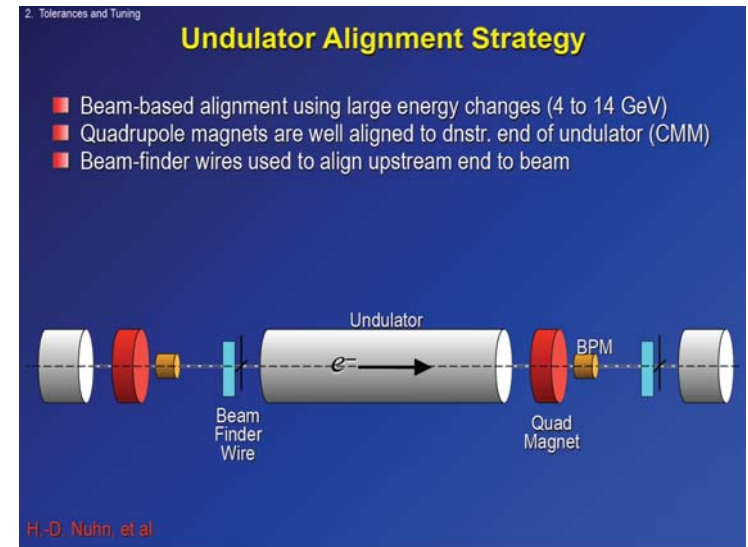 2. Tolerances and Tuning
Undulator Alignment Strategy
Beam-based alignment using large energy changes (4 to 14 GeV)
Quadrupole magnets are well aligned to dnstr. end of undulator (CMM)
Beam-finder wires used to align upstream end to beam
Undulator
BPM
e–
Beam
Finder
Wire
Quad
Magnet
H.-D. Nuhn, et al